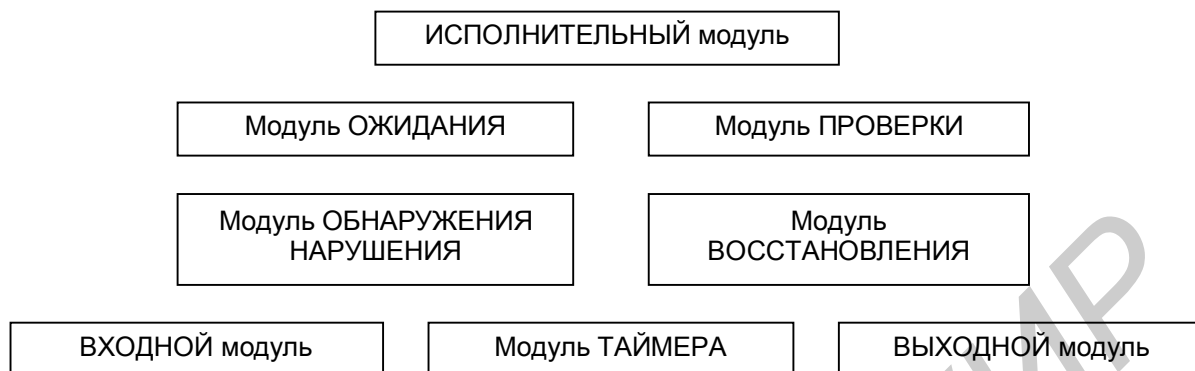 ИСПОЛНИТЕЛЬНЫЙ модуль
Модуль ОЖИДАНИЯ
Модуль ПРОВЕРКИ
Модуль ОБНАРУЖЕНИЯ
НАРУШЕНИЯ
Модуль
ВОССТАНОВЛЕНИЯ
ВХОДНОЙ модуль
Модуль ТАЙМЕРА
ВЫХОДНОЙ модуль